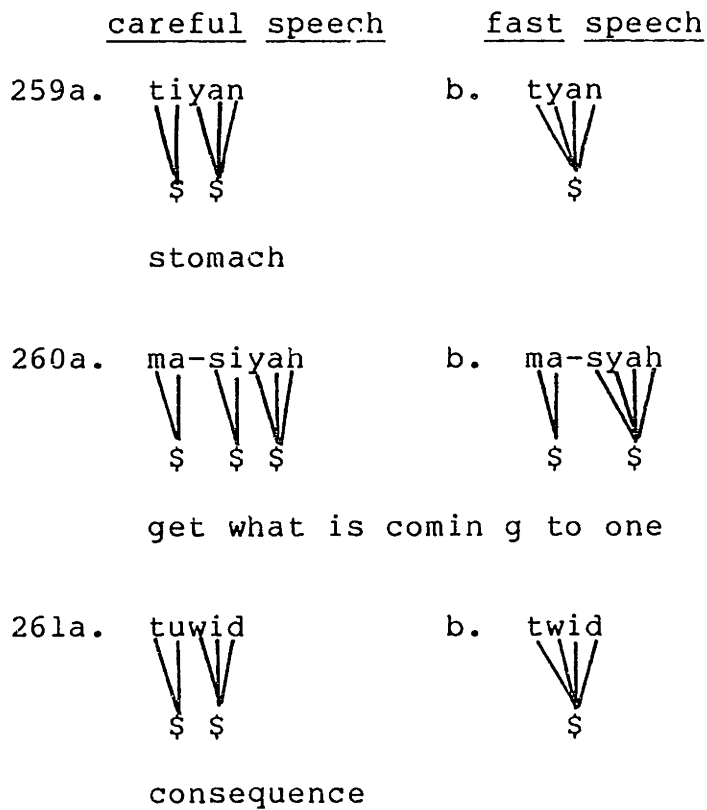 careful speech fast speech
259a. tiyan b. tyan
$ $ $
stomach
260a. ma-siyah b. ma-syah
$ $ $ $ $
get what is comin g to one
261a. tuwid b. twid
$ $ $
consequence